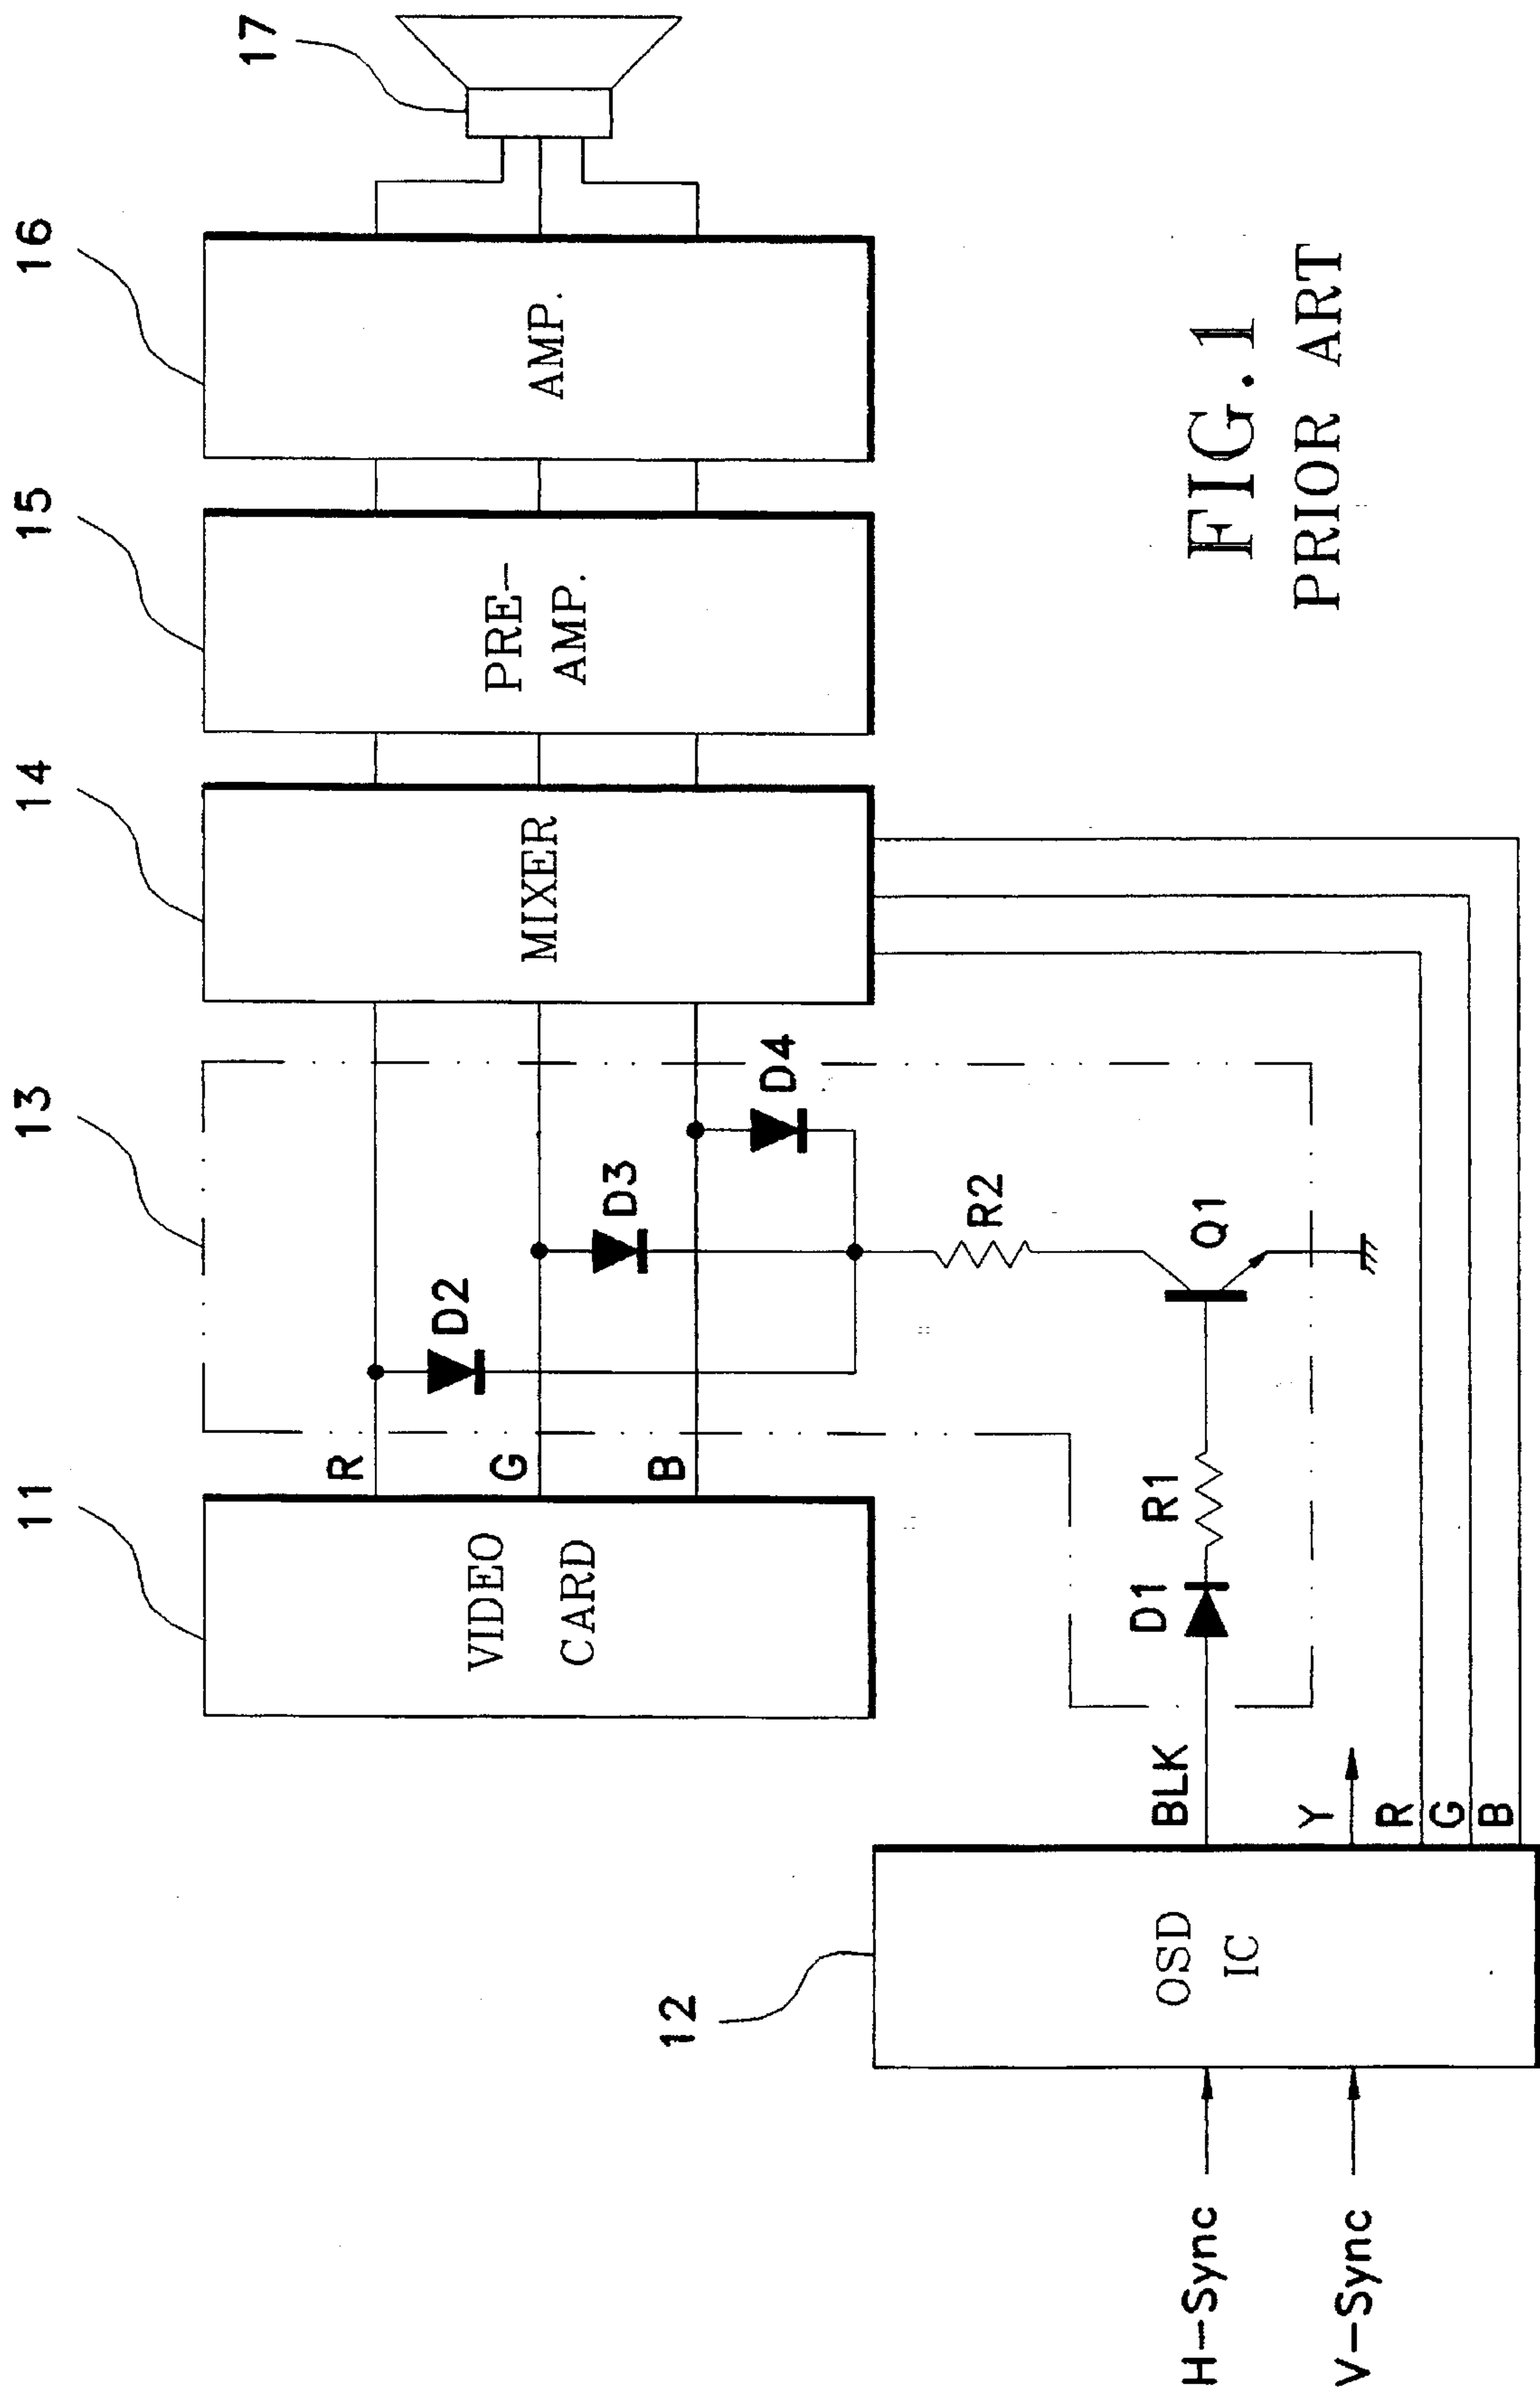 11
13
14
15
16
17
VIDEO
CARD
R
G
B
D2
D3
D4
MIXER
PRE-
AMP.
AMP.
R2
Q1
D1
R1
12
OSD
IC
BLK
Y
R
G
B
H-Sync
V-Sync
FIG.1
PRIOR ART